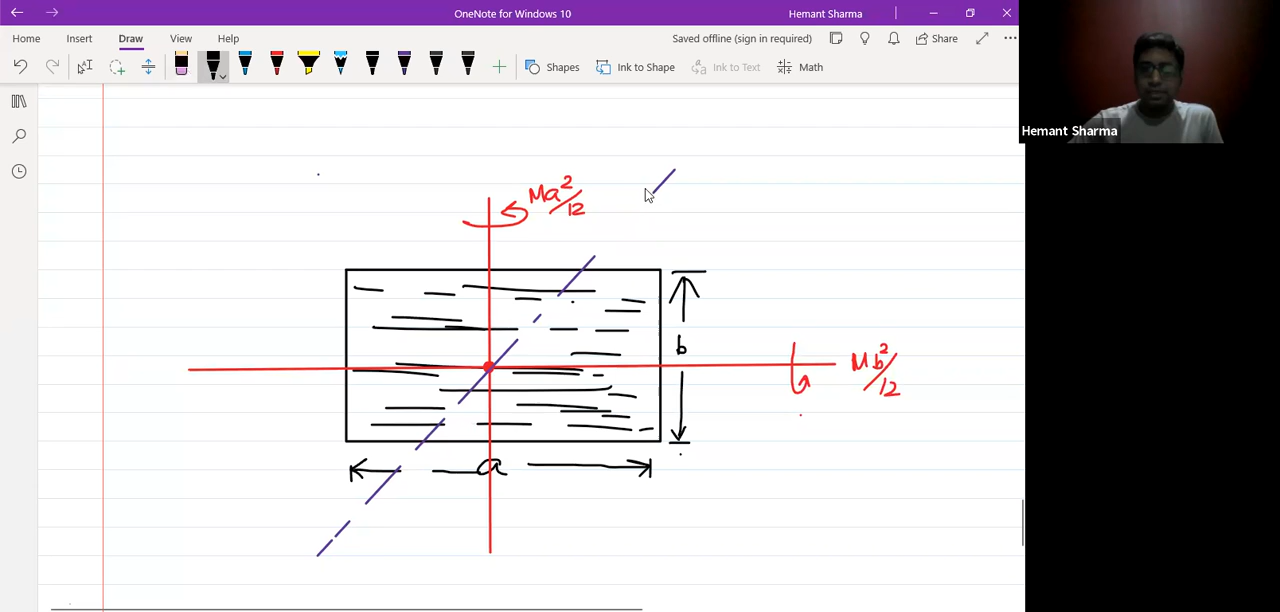 OneNote for Windows 10
Hemant Sharma
Home Insert Draw View Help
Saved offline (sign in required)
Share
Shapes
Ink to Shape
Ink to Text
Math
Hemant Sharma
Ma²/12
b
Mb²/12
a